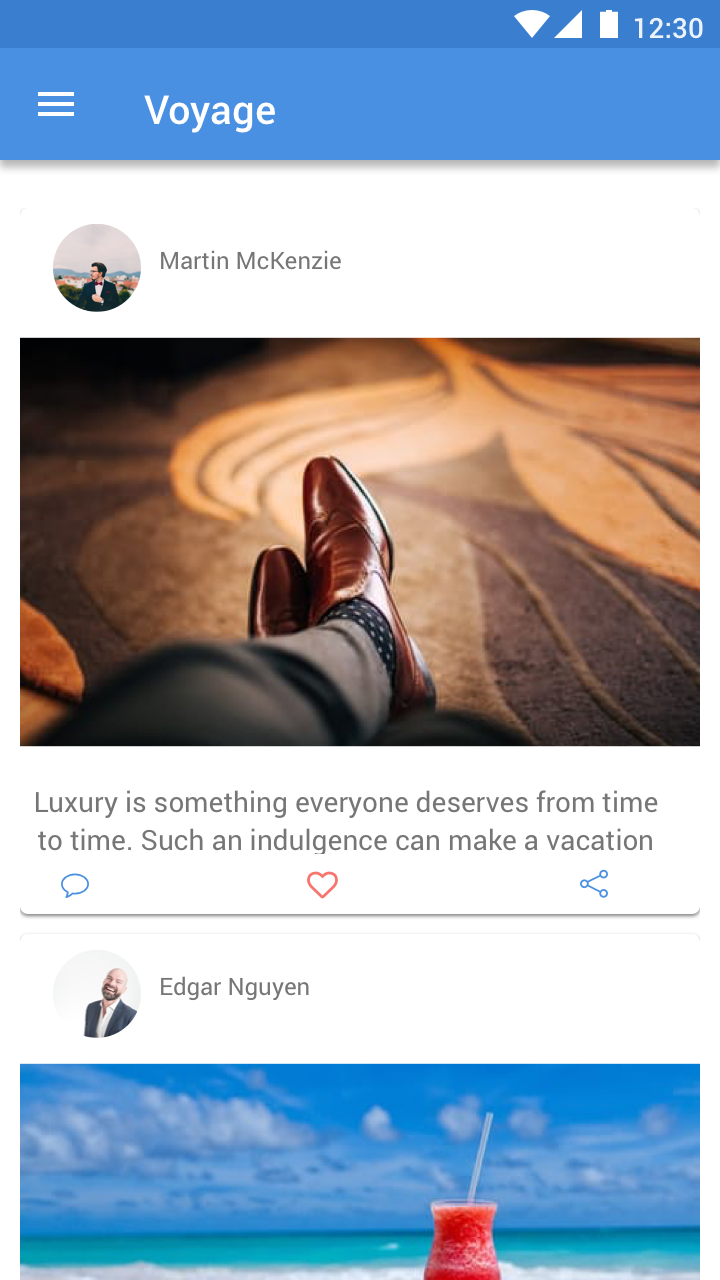 12:30
Voyage
Martin McKenzie
Luxury is something everyone deserves from time
to time. Such an indulgence can make a vacation
Edgar Nguyen